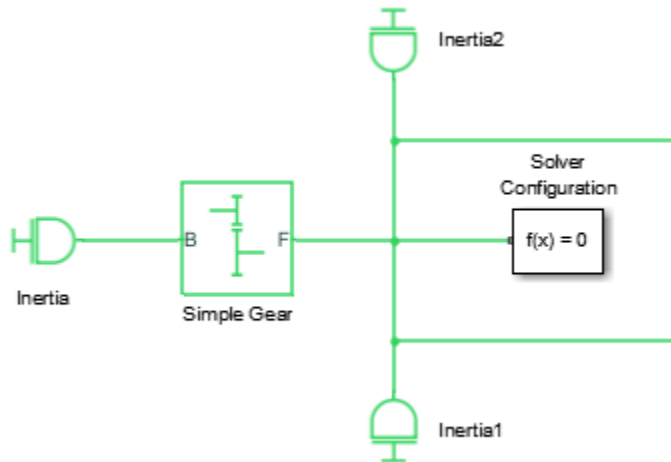 Inertia2
Solver
Configuration
B
F
f(x) = 0
Inertia
Simple Gear
Inertia1